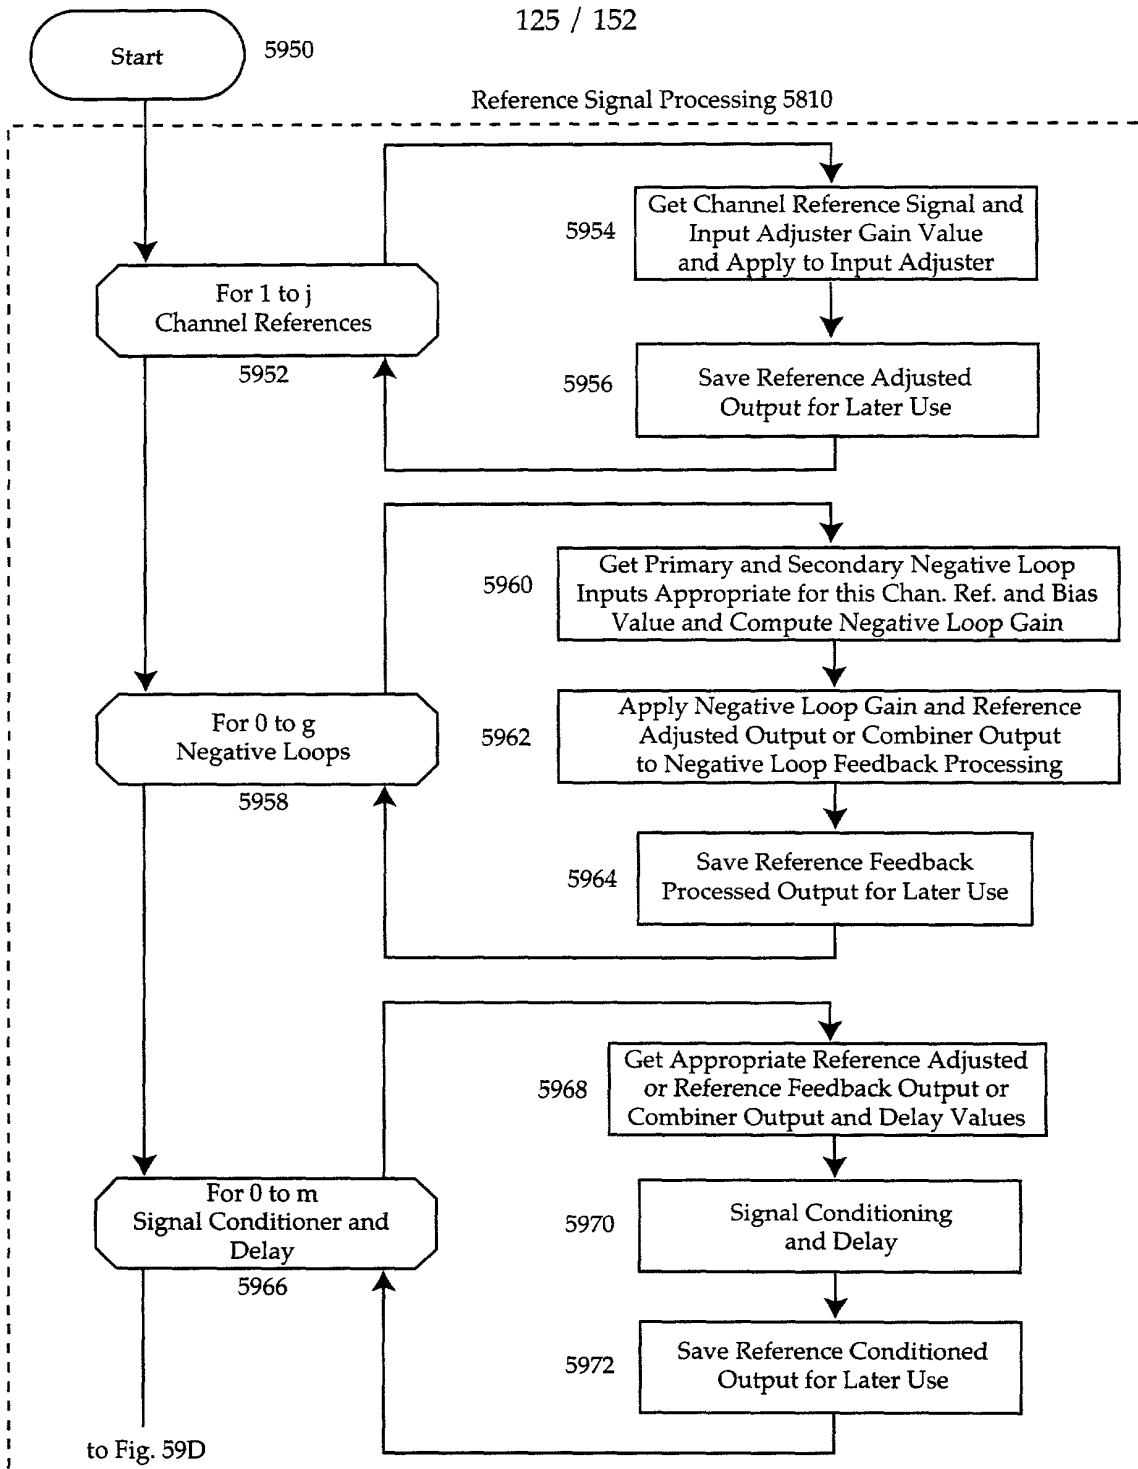 125 / 152
Start
5950
Reference Signal Processing 5810
5954
Get Channel Reference Signal and
Input Adjuster Gain Value
and Apply to Input Adjuster
For 1 to j
Channel References
5952
5956
Save Reference Adjusted
Output for Later Use
5960
Get Primary and Secondary Negative Loop
Inputs Appropriate for this Chan. Ref. and Bias
Value and Compute Negative Loop Gain
For 0 to g
Negative Loops
5958
5962
Apply Negative Loop Gain and Reference
Adjusted Output or Combiner Output
to Negative Loop Feedback Processing
5964
Save Reference Feedback
Processed Output for Later Use
5968
Get Appropriate Reference Adjusted
or Reference Feedback Output or
Combiner Output and Delay Values
For 0 to m
Signal Conditioner and
Delay
5966
5970
Signal Conditioning
and Delay
5972
Save Reference Conditioned
Output for Later Use
to Fig. 59D